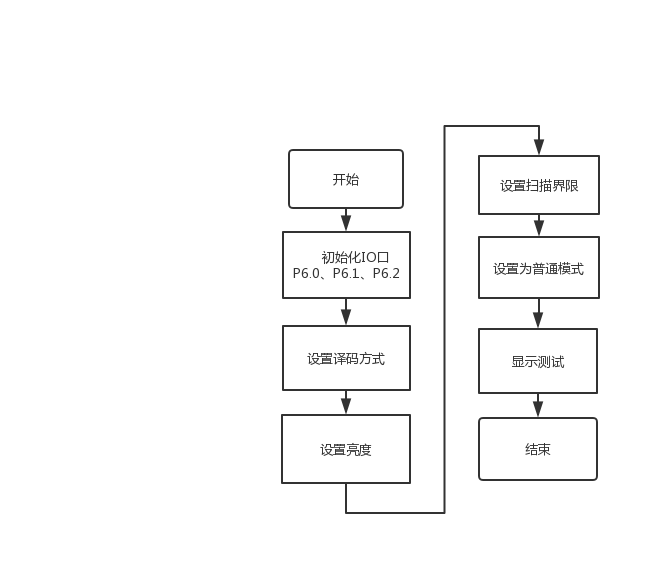 开始
初始化IO口
P6.0、P6.1、P6.2
设置译码方式
设置亮度
设置扫描界限
设置为普通模式
显示测试
结束